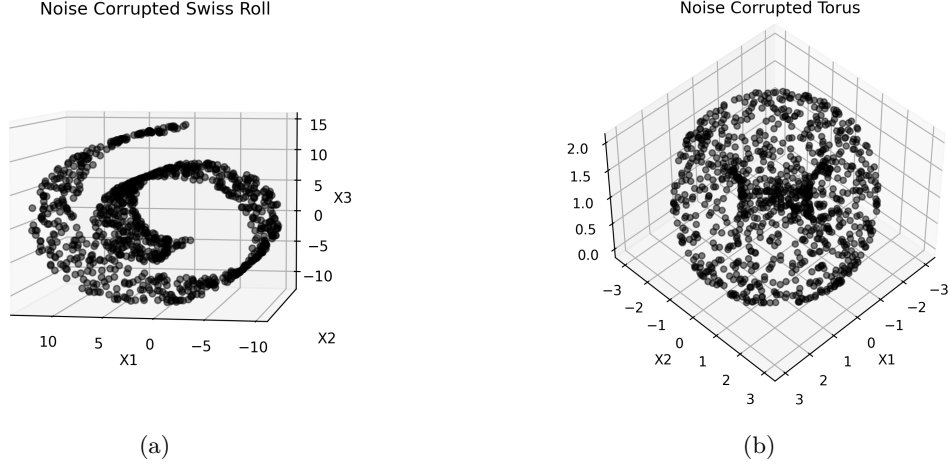 Noise Corrupted Swiss Roll
15
10
5
0
−5
−10
X3
X2
10 5 0 −5 −10
X1
(a)
Noise Corrupted Torus
2.0
1.5
1.0
0.5
0.0
−3
−2
−1
0
1
2
3
X2
−3
−2
−1
0
1
2
3
X1
(b)